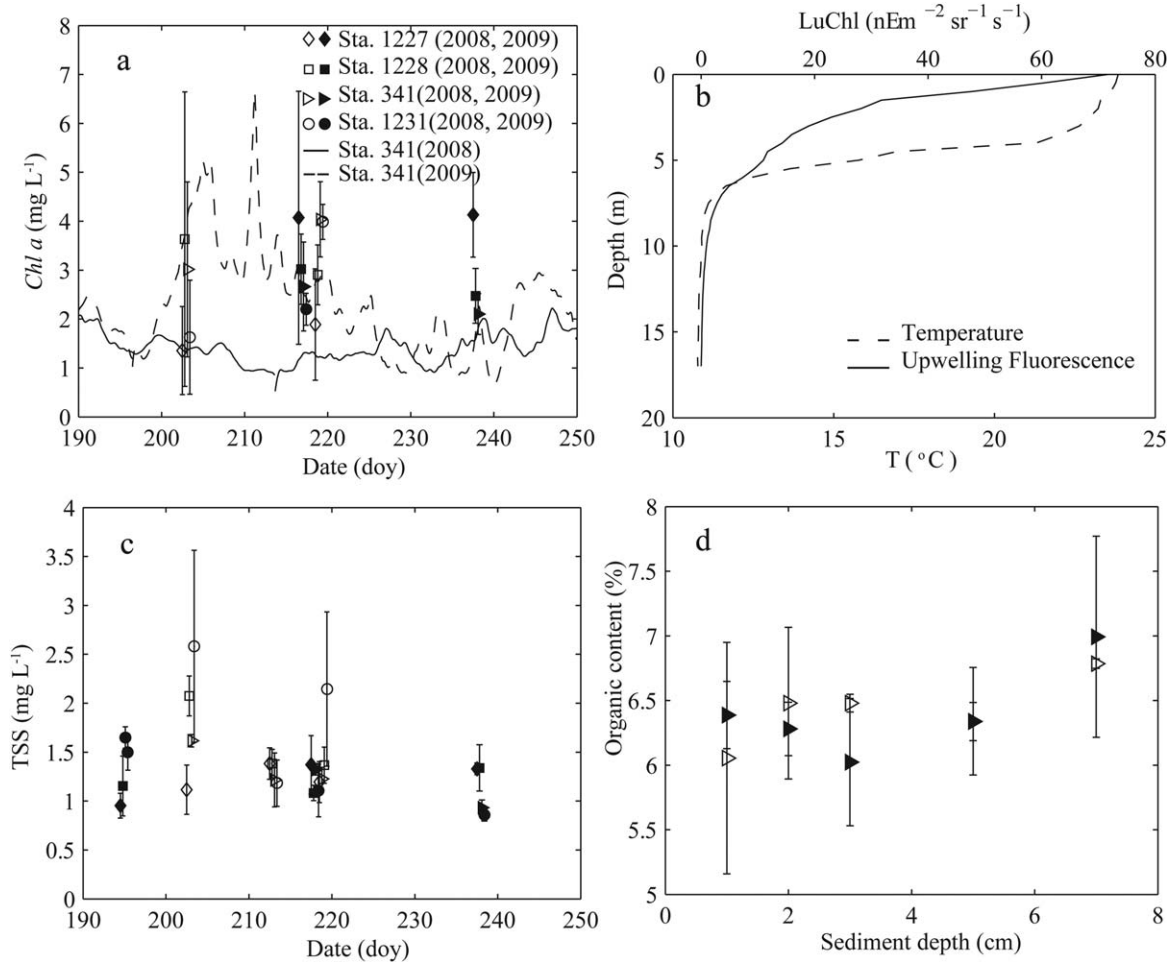 8
7
6
5
4
3
2
1
0
a
Sta. 1227 (2008, 2009)
Sta. 1228 (2008, 2009)
Sta. 341(2008, 2009)
Sta. 1231(2008, 2009)
Sta. 341(2008)
Sta. 341(2009)
Chl a (mg L⁻¹)
190 200 210 220 230 240 250
Date (doy)
LuChl (nEm ⁻² sr⁻¹ s⁻¹)
0 20 40 60 80
b
0
5
10
15
20
Depth (m)
Temperature
Upwelling Fluorescence
10 15 20 25
T ( °C)
4
3.5
3
2.5
2
1.5
1
0.5
0
c
TSS (mg L⁻¹)
190 200 210 220 230 240 250
Date (doy)
8
7.5
7
6.5
6
5.5
5
d
Organic content (%)
0 2 4 6 8
Sediment depth (cm)